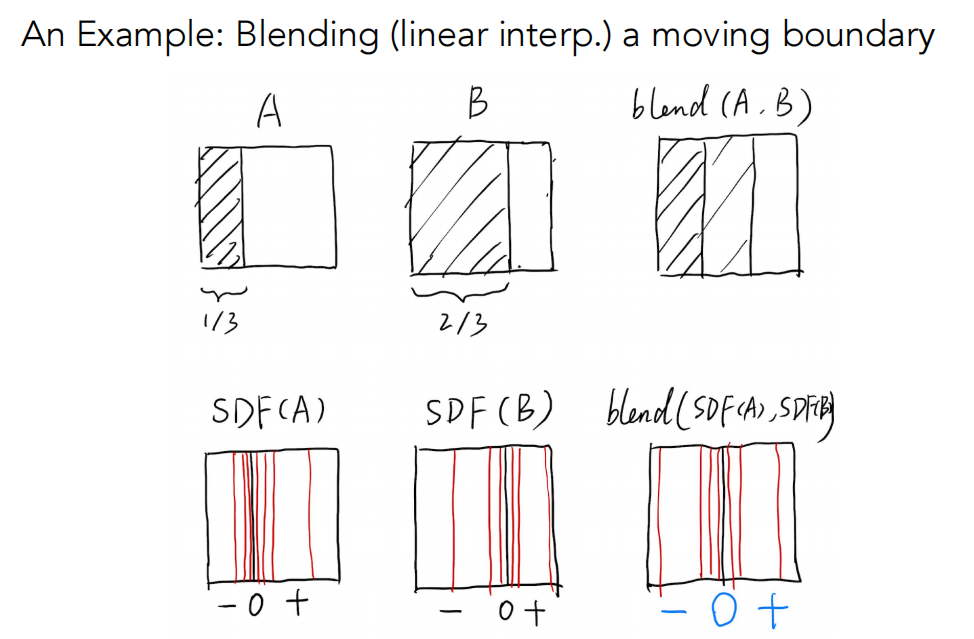 An Example: Blending (linear interp.) a moving boundary
A
B
blend (A, B)
1/3
2/3
SDF(A)
SDF (B)
blend(SDF(A), SDF(B)
- 0 +
- 0 +
- 0 +